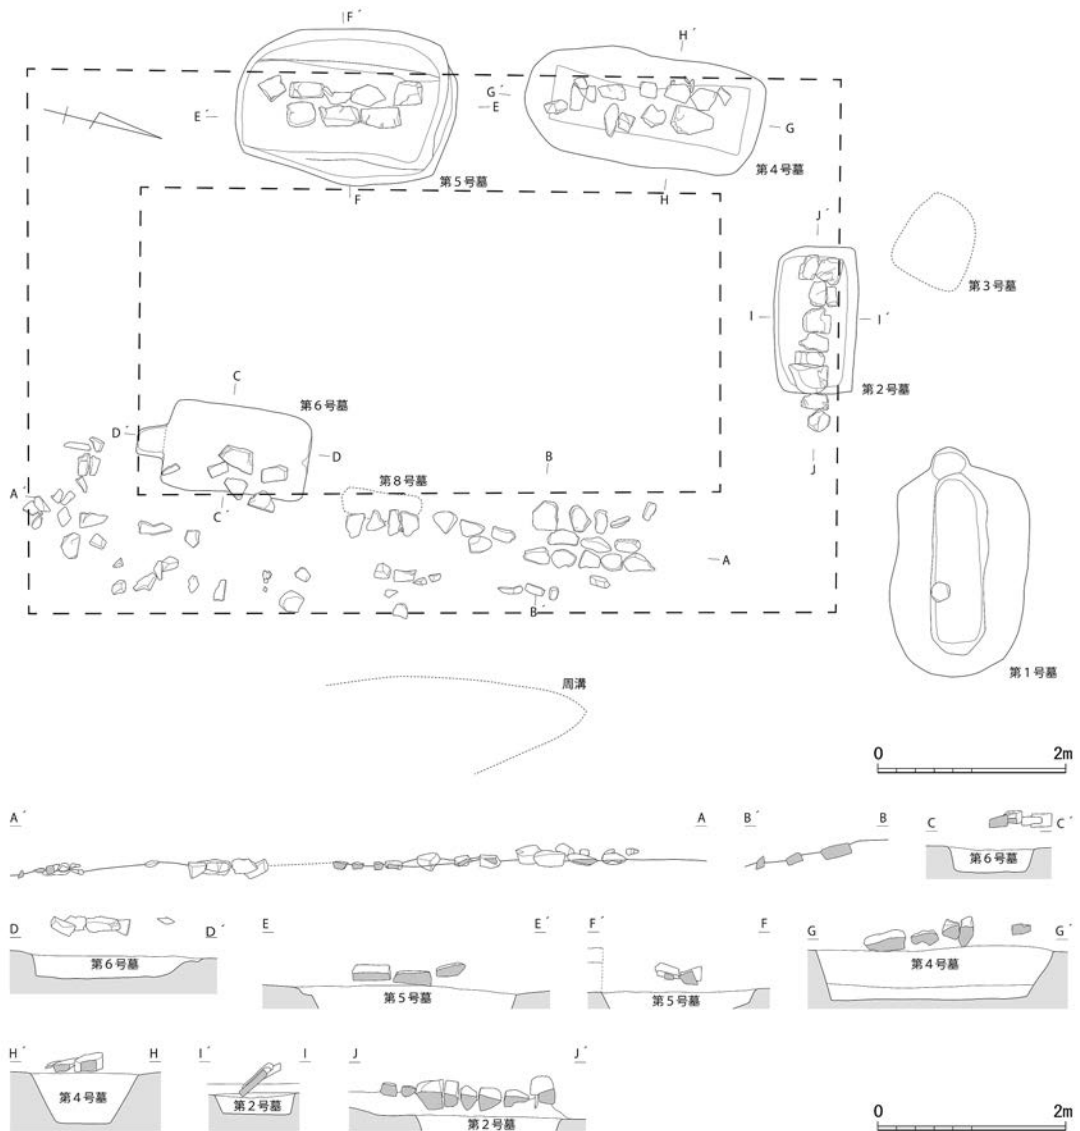 F´
H´
E´
E
G´
G
第5号墓
F
第4号墓
H
J´
第3号墓
I
I´
第2号墓
J
C
第6号墓
D´
D
B
A´
C´
第8号墓
A
B´
第1号墓
周溝
0 2m
A´ A
B´ B
C C´
第6号墓
D D´
第6号墓
E E´
第5号墓
F´ F
第5号墓
G G´
第4号墓
H´ H
第4号墓
I´ I
第2号墓
J J´
第2号墓
0 2m